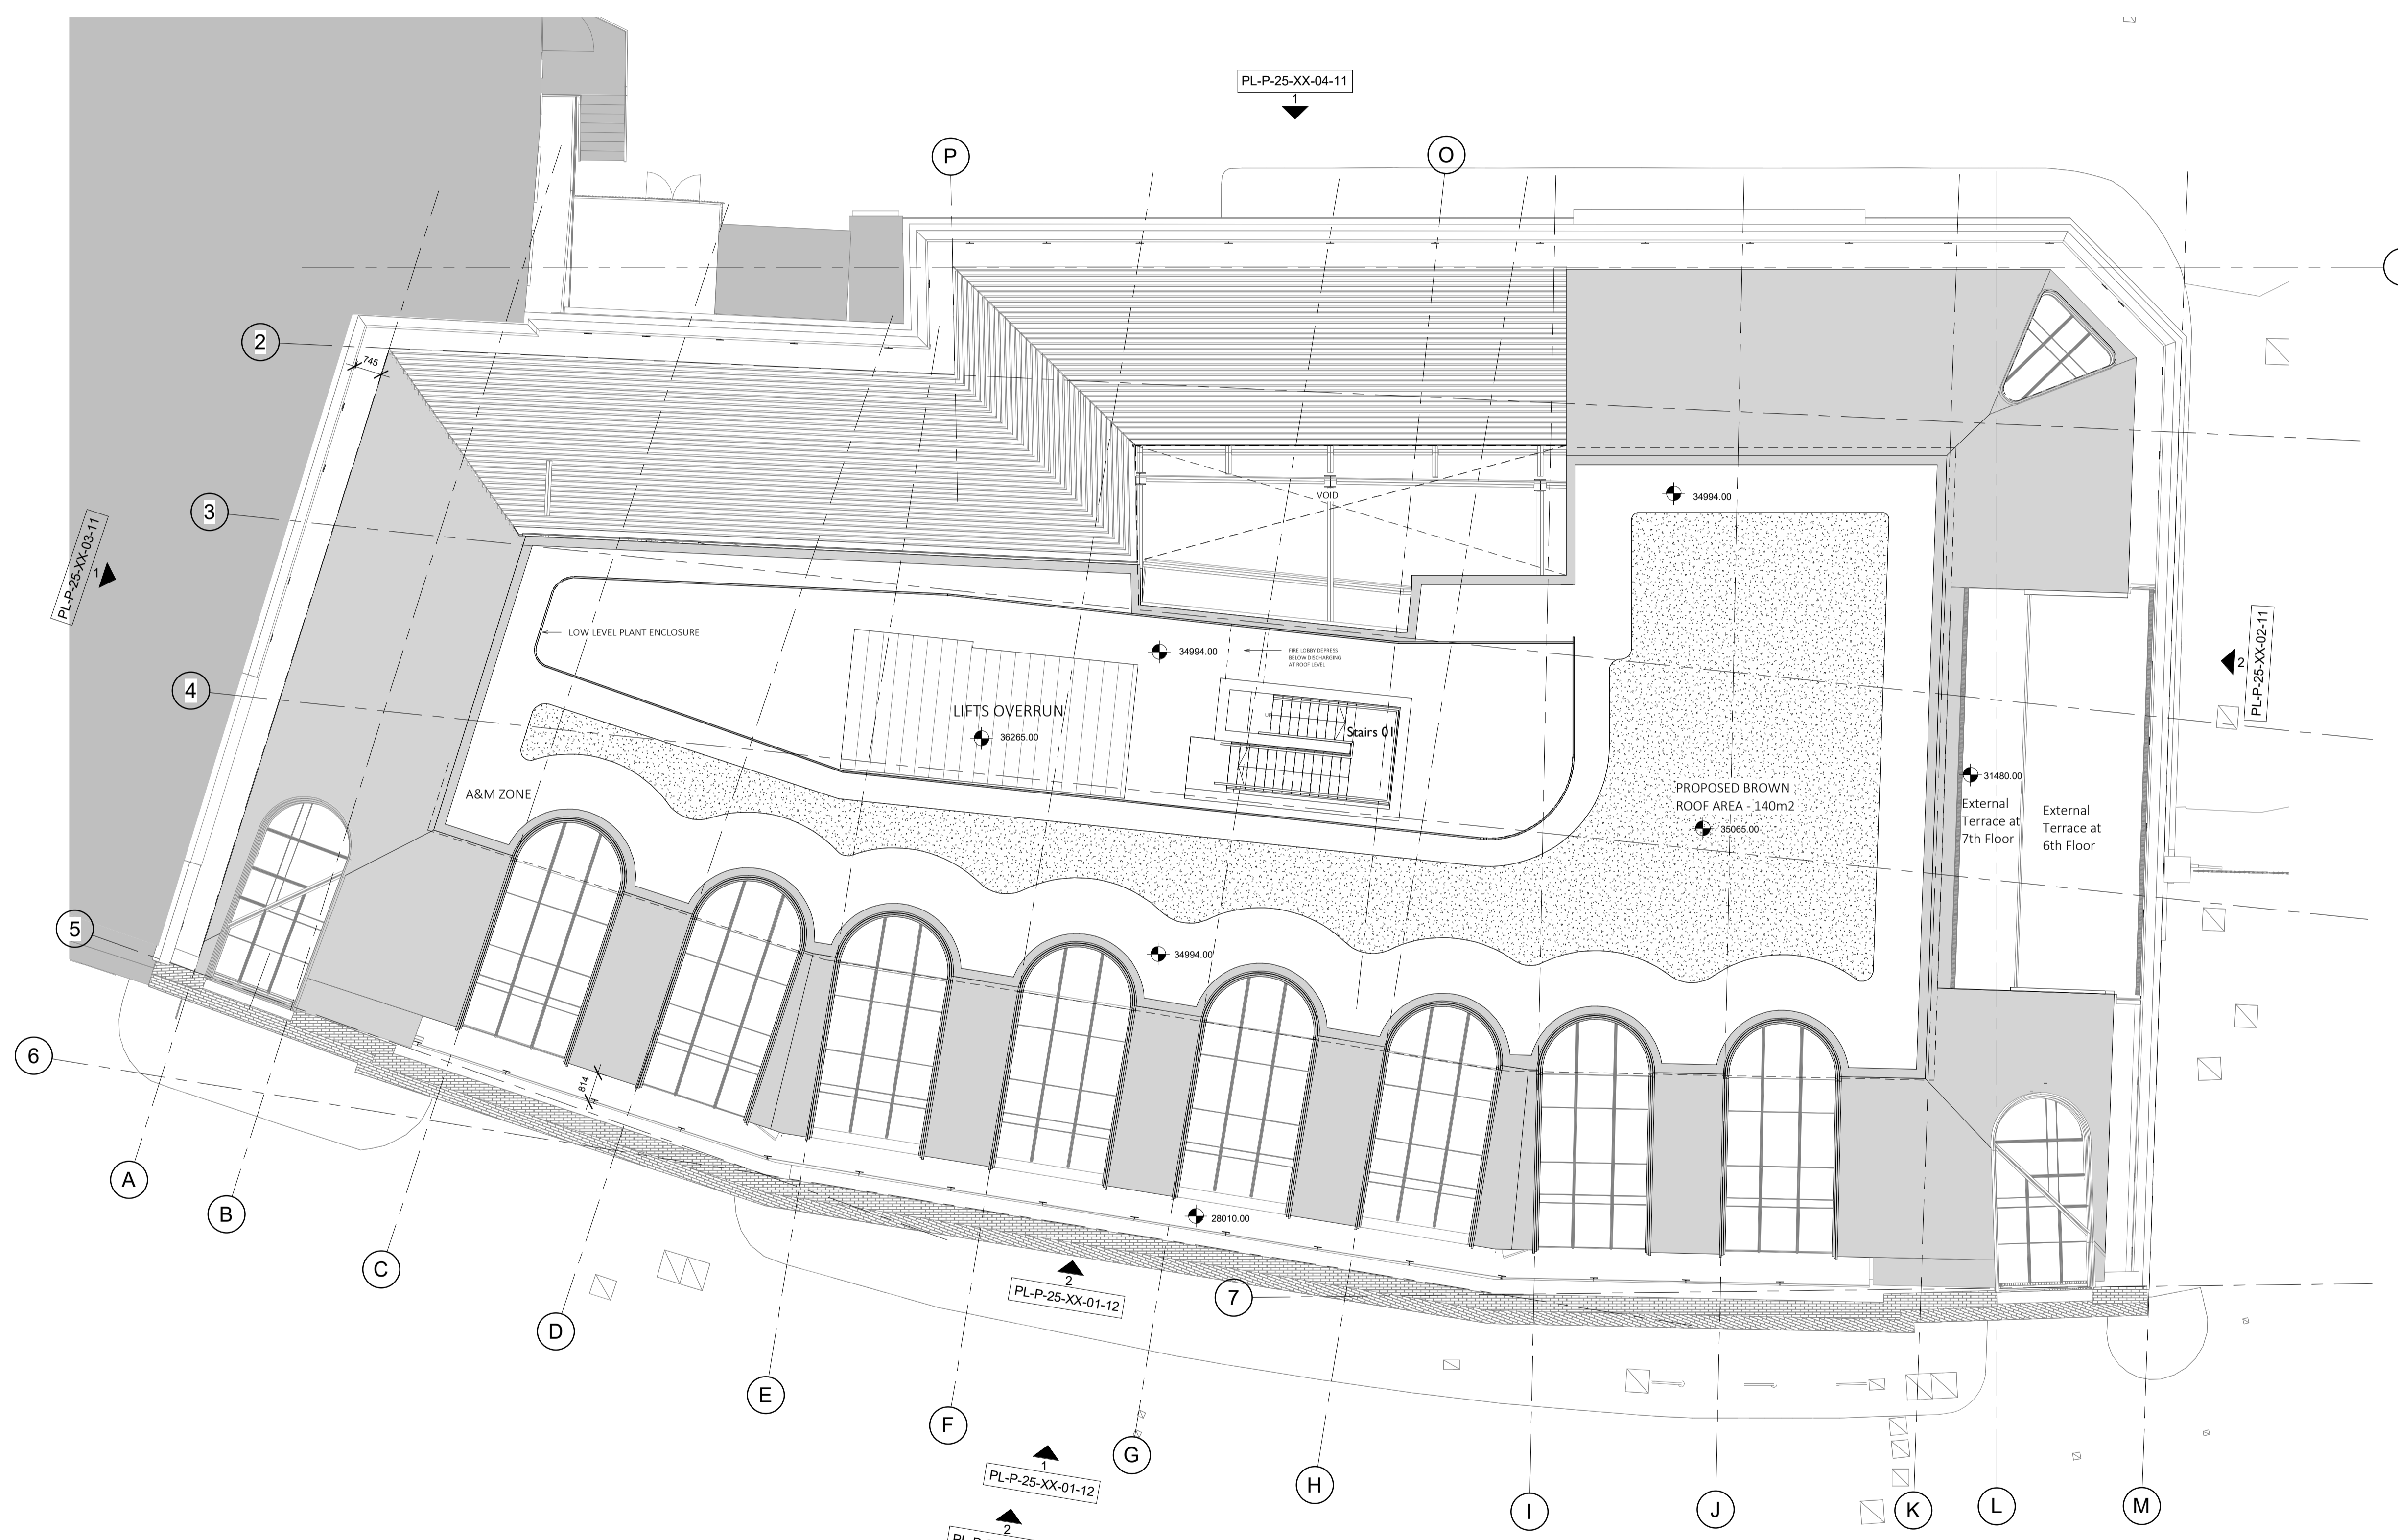 PL-P-25-XX-04-11
1
P
O
2
745
3
VOID
34994.00
PL-P-25-XX-03-11
1
LOW LEVEL PLANT ENCLOSURE
34994.00
FIRE LOBBY DEPRESS
BELOW DISCHARGING
AT ROOF LEVEL
2
PL-P-25-XX-02-11
4
LIFTS OVERRUN
36265.00
UP
Stairs 01
A&M ZONE
PROPOSED BROWN
ROOF AREA - 140m2
35065.00
31480.00
External
Terrace at
7th Floor
External
Terrace at
6th Floor
5
34994.00
6
814
A
B
28010.00
C
2
PL-P-25-XX-01-12
7
D
E
F
G
1
PL-P-25-XX-01-12
H
I
J
K
L
M
2